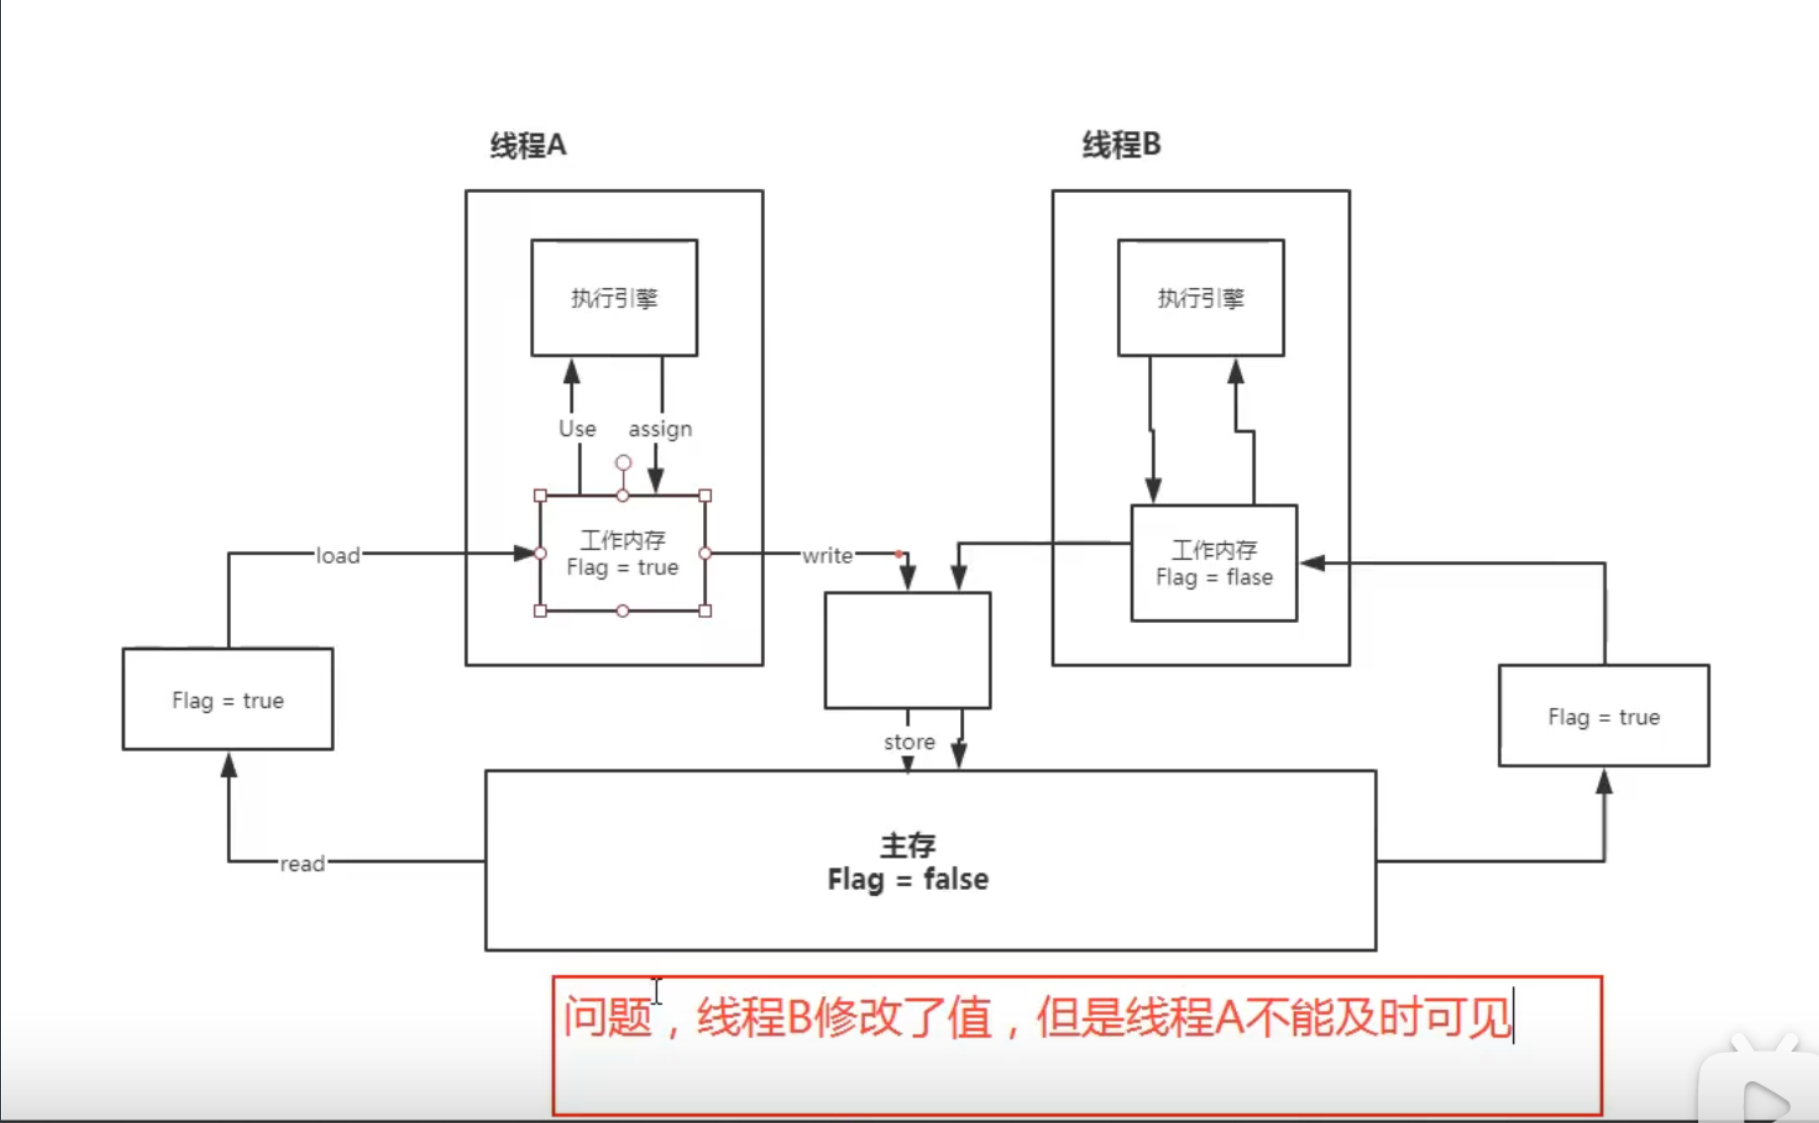 线程A
线程B
执行引擎
执行引擎
Use
assign
工作内存
Flag = true
load
write
工作内存
Flag = flase
Flag = true
Flag = true
store
主存
Flag = false
read
问题，线程B修改了值，但是线程A不能及时可见